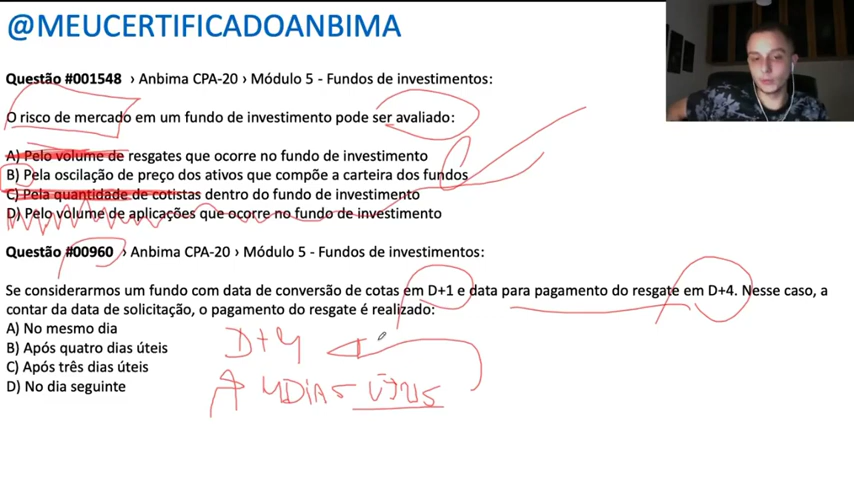 @MEUCERTIFICADOANBIMA
Questão #001548 › Anbima CPA-20 › Módulo 5 - Fundos de investimentos:
O risco de mercado em um fundo de investimento pode ser avaliado:
A) Pelo volume de resgates que ocorre no fundo de investimento
B) Pela oscilação de preço dos ativos que compõe a carteira dos fundos
C) Pela quantidade de cotistas dentro do fundo de investimento
D) Pelo volume de aplicações que ocorre no fundo de investimento
Questão #00960 › Anbima CPA-20 › Módulo 5 - Fundos de investimentos:
Se considerarmos um fundo com data de conversão de cotas em D+1 e data para pagamento do resgate em D+4. Nesse caso, a
contar da data de solicitação, o pagamento do resgate é realizado:
A) No mesmo dia
B) Após quatro dias úteis
C) Após três dias úteis
D) No dia seguinte
D+4
4 DIAS ÚTEIS